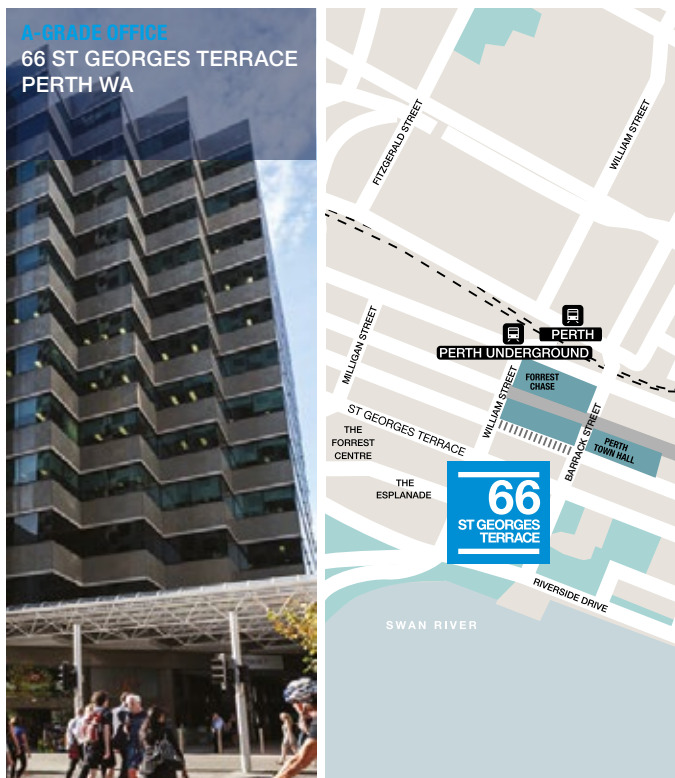 A-GRADE OFFICE
66 ST GEORGES TERRACE
PERTH WA
FITZGERALD STREET
WILLIAM STREET
MILLIGAN STREET
PERTH
PERTH UNDERGROUND
FORREST
CHASE
WILLIAM STREET
BARRACK STREET
ST GEORGES TERRACE
PERTH
TOWN HALL
THE
FORREST
CENTRE
THE
ESPLANADE
66
ST GEORGES
TERRACE
RIVERSIDE DRIVE
SWAN RIVER